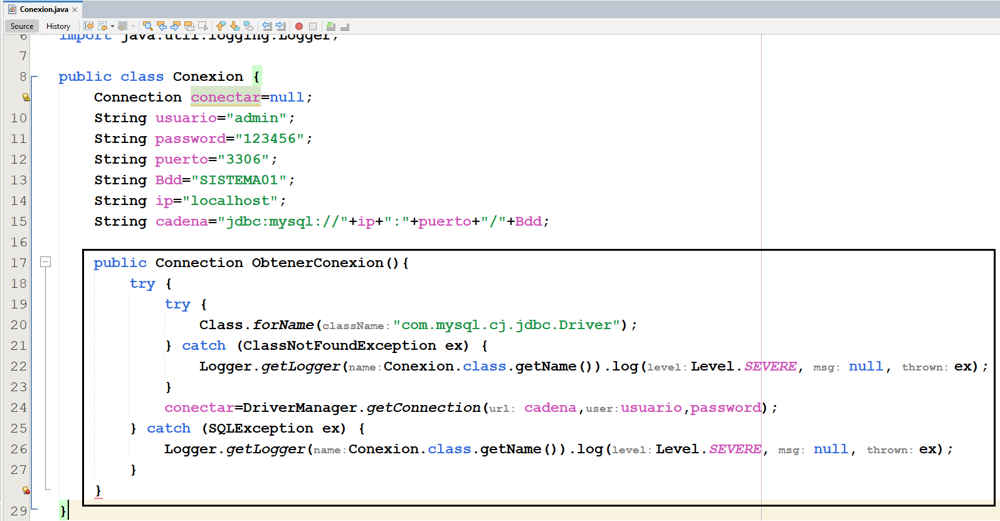 Conexion.java
Source History
6 import java.util.logging.Logger;
7
8 public class Conexion {
Connection conectar=null;
10 String usuario="admin";
11 String password="123456";
12 String puerto="3306";
13 String Bdd="SISTEMA01";
14 String ip="localhost";
15 String cadena="jdbc:mysql://"+ip+":"+puerto+"/"+Bdd;
16
17 public Connection ObtenerConexion(){
18 try {
19 try {
20 Class.forName(className:"com.mysql.cj.jdbc.Driver");
21 } catch (ClassNotFoundException ex) {
22 Logger.getLogger(name:Conexion.class.getName()).log(level:Level.SEVERE, msg: null, thrown: ex);
23 }
24 conectar=DriverManager.getConnection(url: cadena,user:usuario,password);
25 } catch (SQLException ex) {
26 Logger.getLogger(name:Conexion.class.getName()).log(level:Level.SEVERE, msg: null, thrown: ex);
27 }
}
29 }